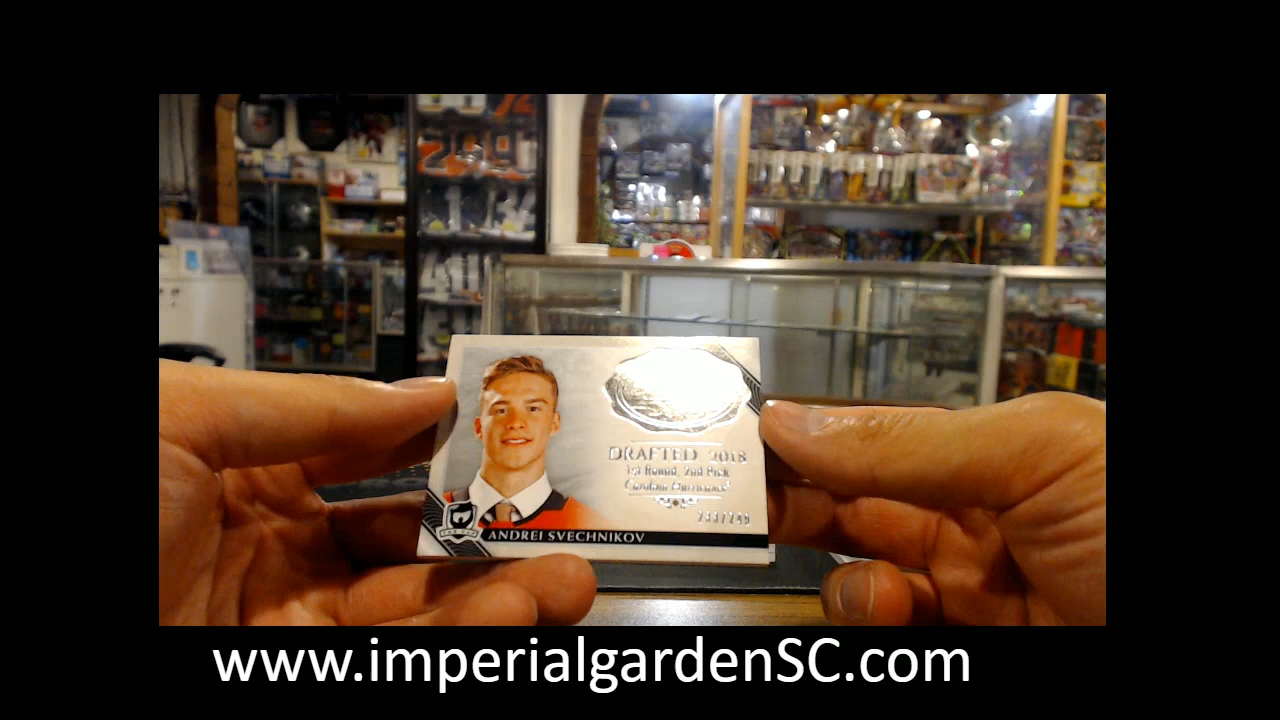 DRAFTED, 2018
1st Round, 2nd Pick
Carolina Hurricanes
ANDREI SVECHNIKOV
www.imperialgardenSC.com